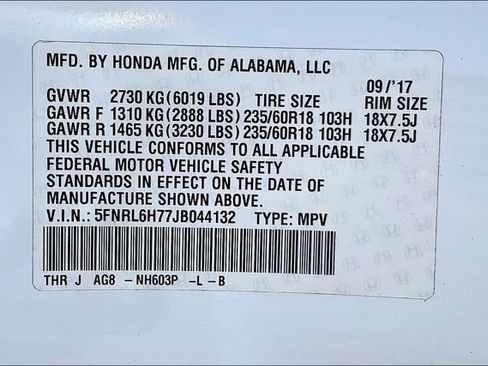 MFD. BY HONDA MFG. OF ALABAMA, LLC
09/'17
GVWR 2730 KG(6019 LBS) TIRE SIZE RIM SIZE
GAWR F 1310 KG(2888 LBS) 235/60R18 103H 18X7.5J
GAWR R 1465 KG(3230 LBS) 235/60R18 103H 18X7.5J
THIS VEHICLE CONFORMS TO ALL APPLICABLE
FEDERAL MOTOR VEHICLE SAFETY
STANDARDS IN EFFECT ON THE DATE OF
MANUFACTURE SHOWN ABOVE.
V.I.N.: 5FNRL6H77JB044132 TYPE: MPV
THR J AG8 - NH603P -L -B